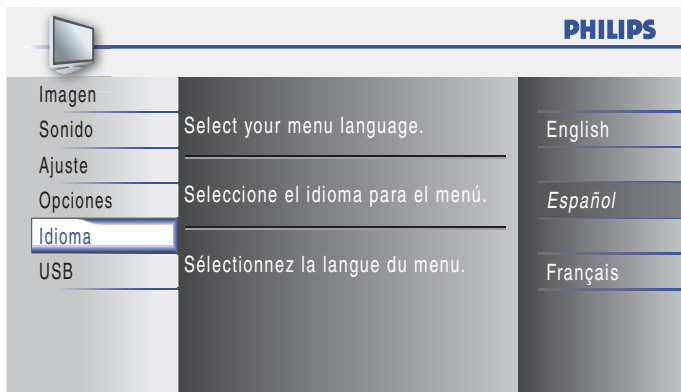 PHILIPS
Imagen
Sonido
Ajuste
Opciones
Idioma
USB
Select your menu language.
Seleccione el idioma para el menú.
Sélectionnez la langue du menu.
English
Español
Français